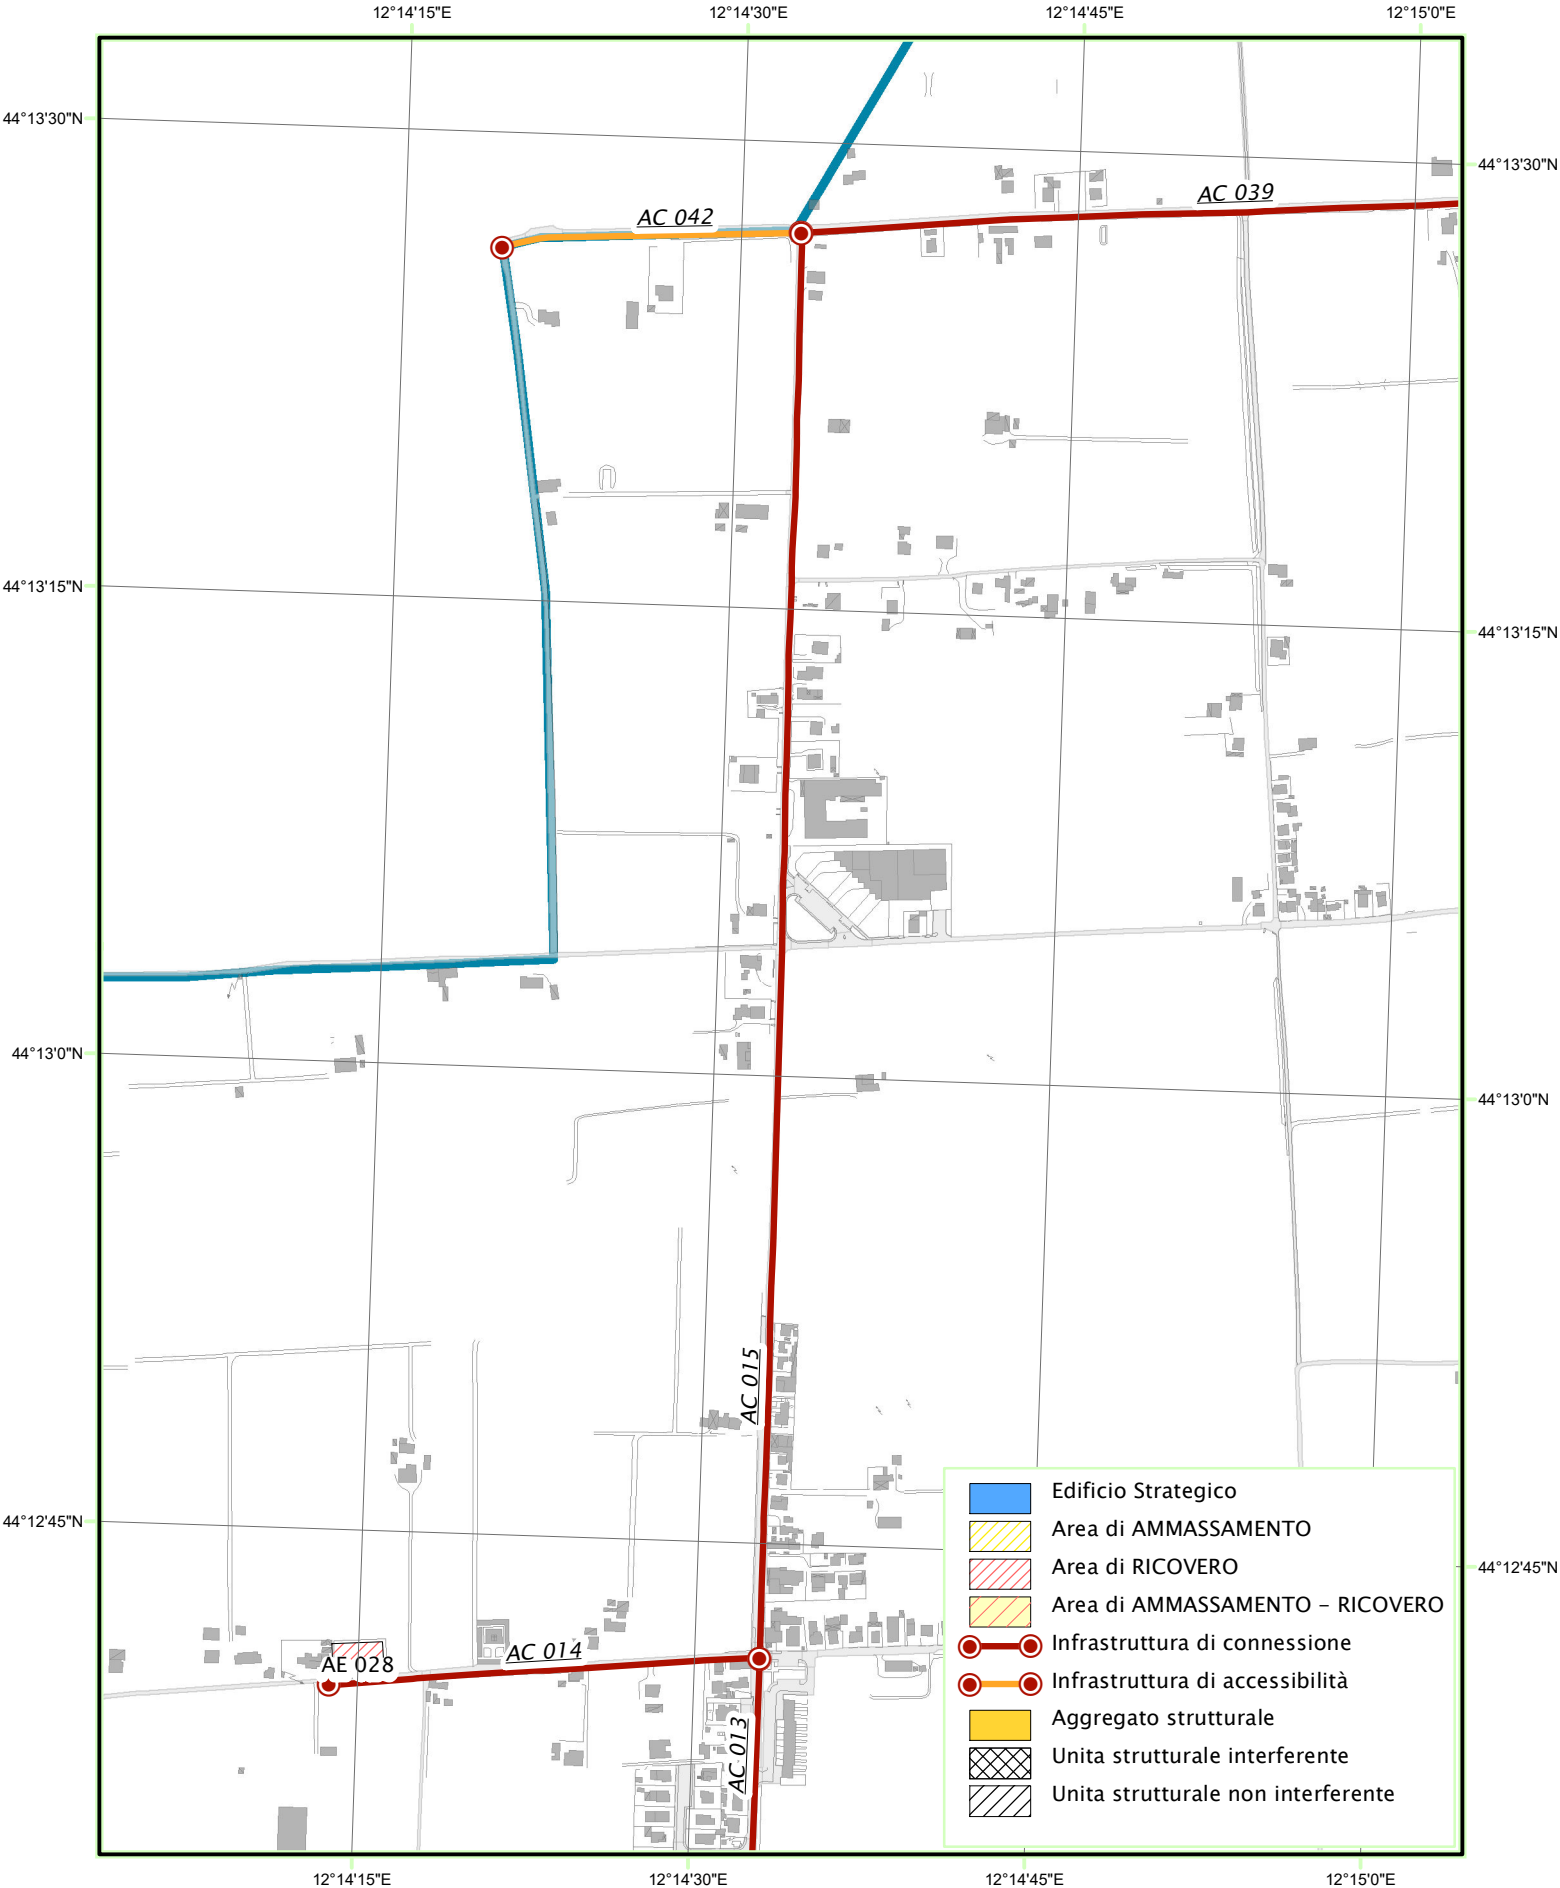 12°14'15"E 12°14'30"E 12°14'45"E 12°15'0"E
44°13'30"N
44°13'30"N
AC 039
AC 042
44°13'15"N
44°13'15"N
44°13'0"N
44°13'0"N
AC 015
44°12'45"N
44°12'45"N
AC 014
AE 028
AC 013
Edificio Strategico
Area di AMMASSAMENTO
Area di RICOVERO
Area di AMMASSAMENTO - RICOVERO
Infrastruttura di connessione
Infrastruttura di accessibilità
Aggregato strutturale
Unita strutturale interferente
Unita strutturale non interferente
12°14'15"E 12°14'30"E 12°14'45"E 12°15'0"E